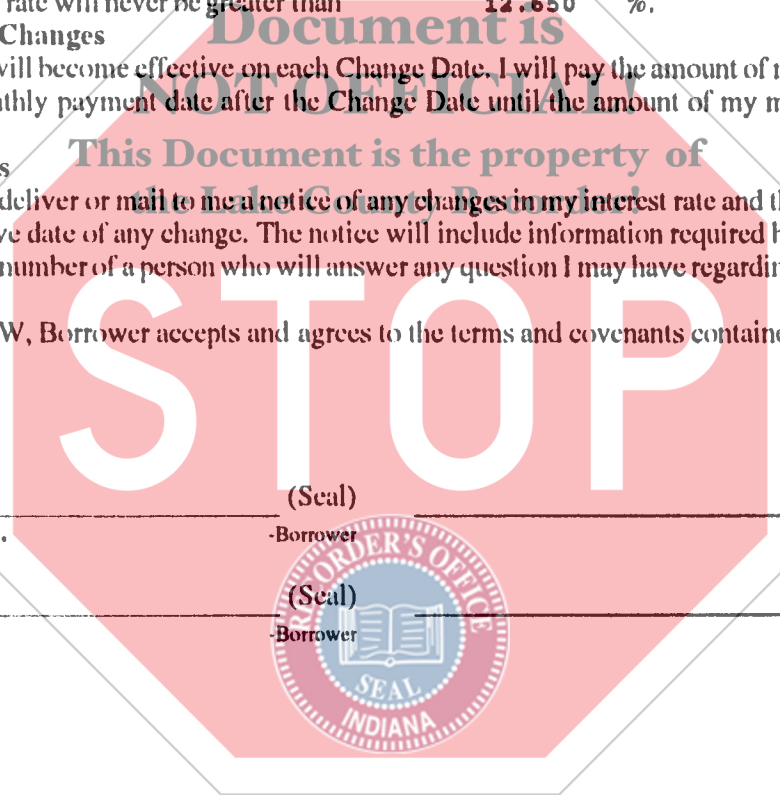 rate will never be greater than 12.650 %.
Document is
Changes
will become effective on each Change Date. I will pay the amount of
NOT OFFICIAL!
thly payment date after the Change Date until the amount of my
This Document is the property of
s
deliver or mail to me a notice of any changes in my interest rate and
the Lake County Recorder!
ve date of any change. The notice will include information required
number of a person who will answer any question I may have regardin
STOP
W, Borrower accepts and agrees to the terms and covenants containe
(Seal)
-Borrower
(Seal)
-Borrower
RECORDER'S OFFICE
SEAL
INDIANA